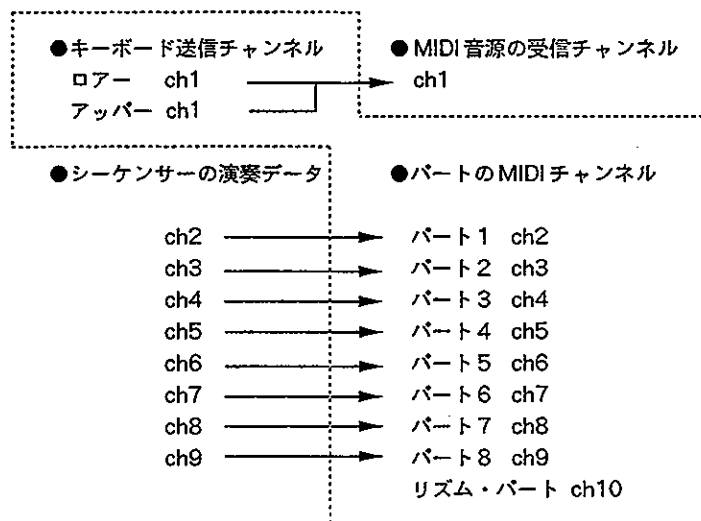 ●キーボード送信チャンネル
ロアー ch1
アッパー ch1
●MIDI音源の受信チャンネル
ch1
●シーケンサーの演奏データ
●パートのMIDIチャンネル
ch2 パート1 ch2
ch3 パート2 ch3
ch4 パート3 ch4
ch5 パート4 ch5
ch6 パート5 ch6
ch7 パート6 ch7
ch8 パート7 ch8
ch9 パート8 ch9
リズム・パート ch10